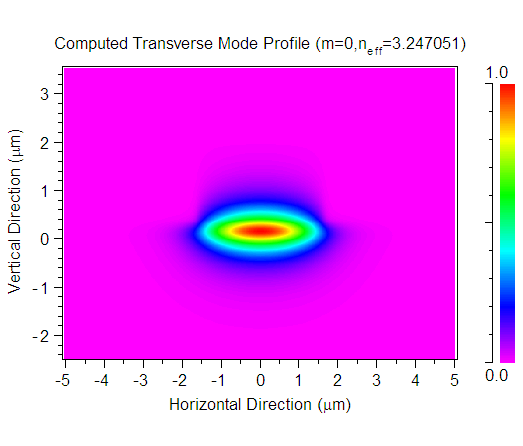 Computed Transverse Mode Profile (m=0,neff=3.247051)
1.0
3
2
1
0
-1
-2
Vertical Direction (μm)
0.0
-5 -4 -3 -2 -1 0 1 2 3 4 5
Horizontal Direction (μm)